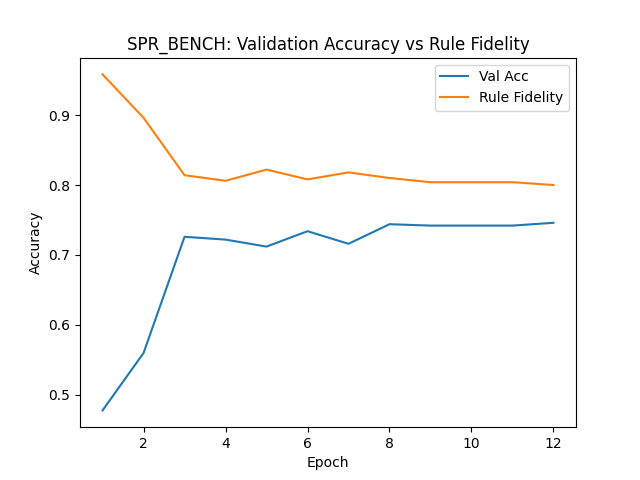 SPR_BENCH: Validation Accuracy vs Rule Fidelity
Val Acc
Rule Fidelity
Accuracy
0.9
0.8
0.7
0.6
0.5
2 4 6 8 10 12
Epoch